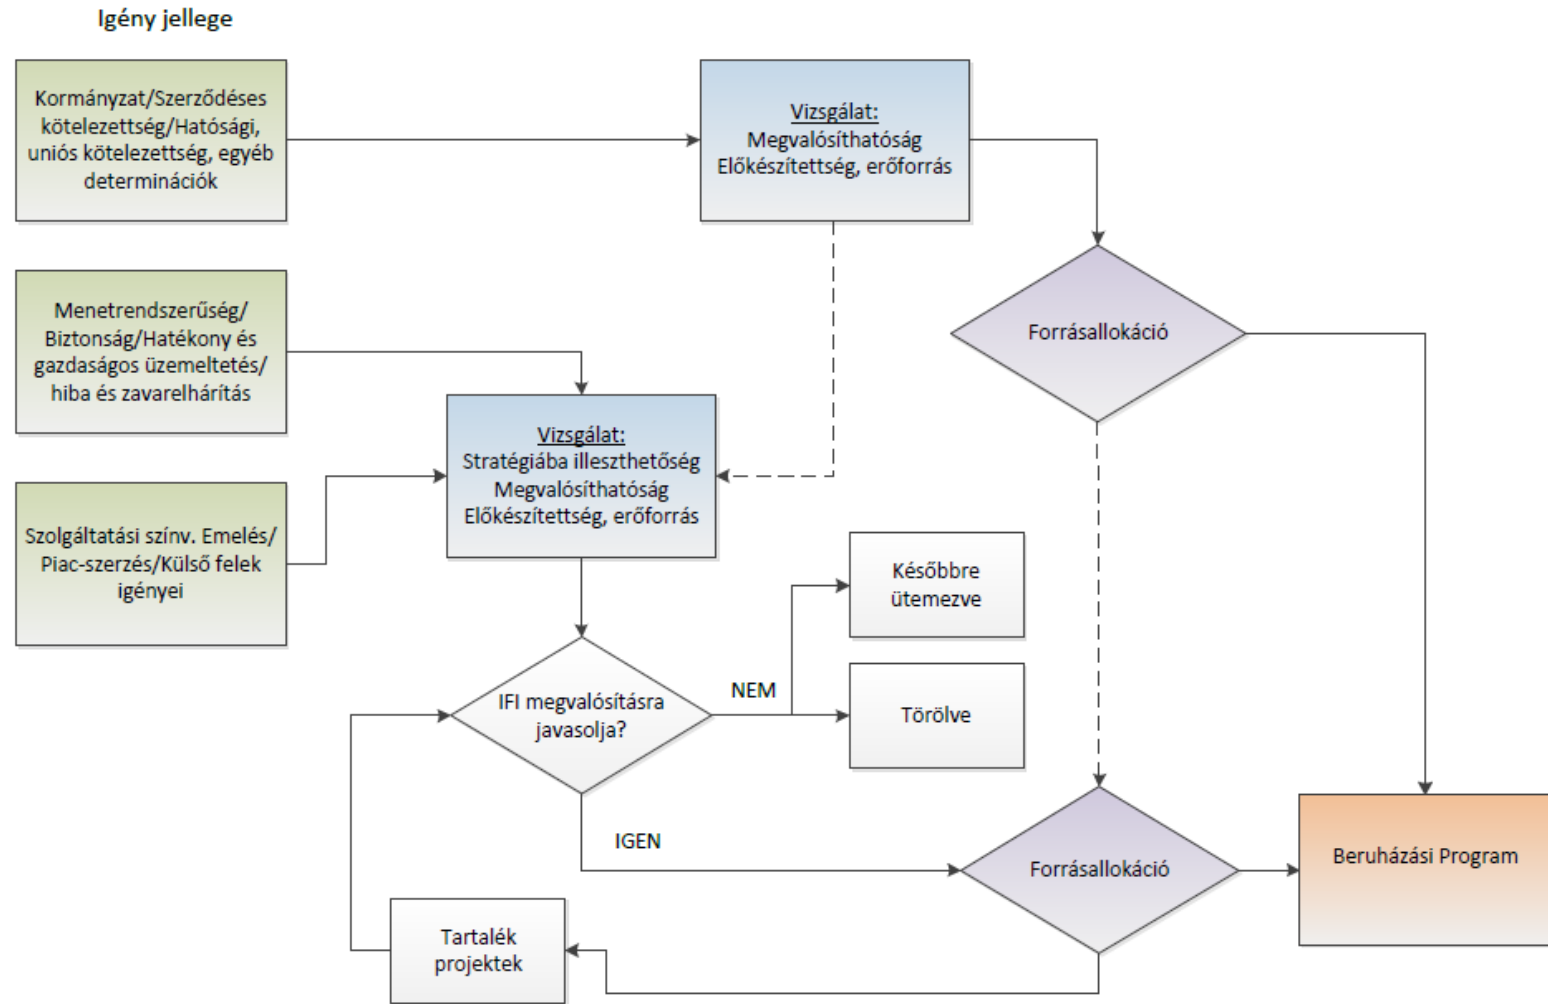 Igény jellege
Kormányzat/Szerződéses
kötelezettség/Hatósági,
uniós kötelezettség, egyéb
determinációk
Vizsgálat:
Megvalósíthatóság
Előkészítettség, erőforrás
Menetrendszerűség/
Biztonság/Hatékony és
gazdaságos üzemeltetés/
hiba és zavarelhárítás
Forrásallokáció
Vizsgálat:
Stratégiába illeszthetőség
Megvalósíthatóság
Előkészítettség, erőforrás
Szolgáltatási színv. Emelés/
Piac-szerzés/Külső felek
igényei
Későbbre
ütemezve
IFI megvalósításra
javasolja?
NEM
Törölve
IGEN
Forrásallokáció
Beruházási Program
Tartalék
projektek